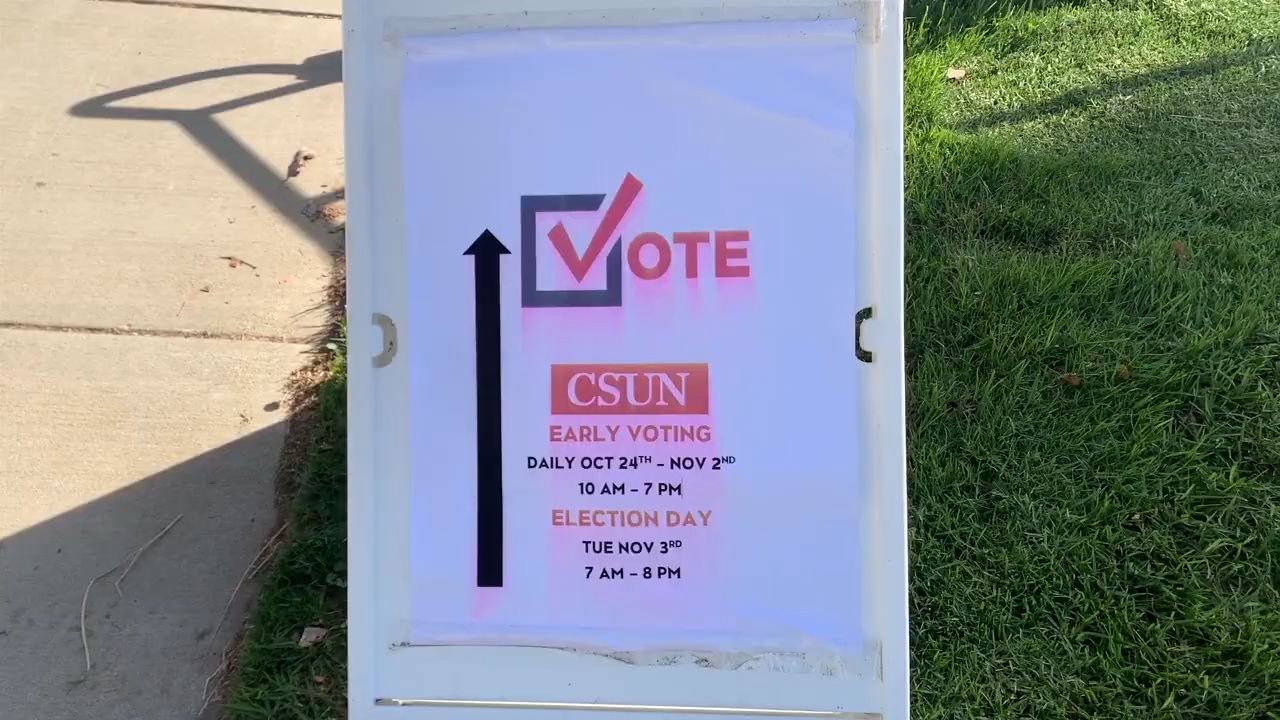 VOTE
CSUN
EARLY VOTING
DAILY OCT 24TH – NOV 2ND
10 AM – 7 PM
ELECTION DAY
TUE NOV 3RD
7 AM – 8 PM